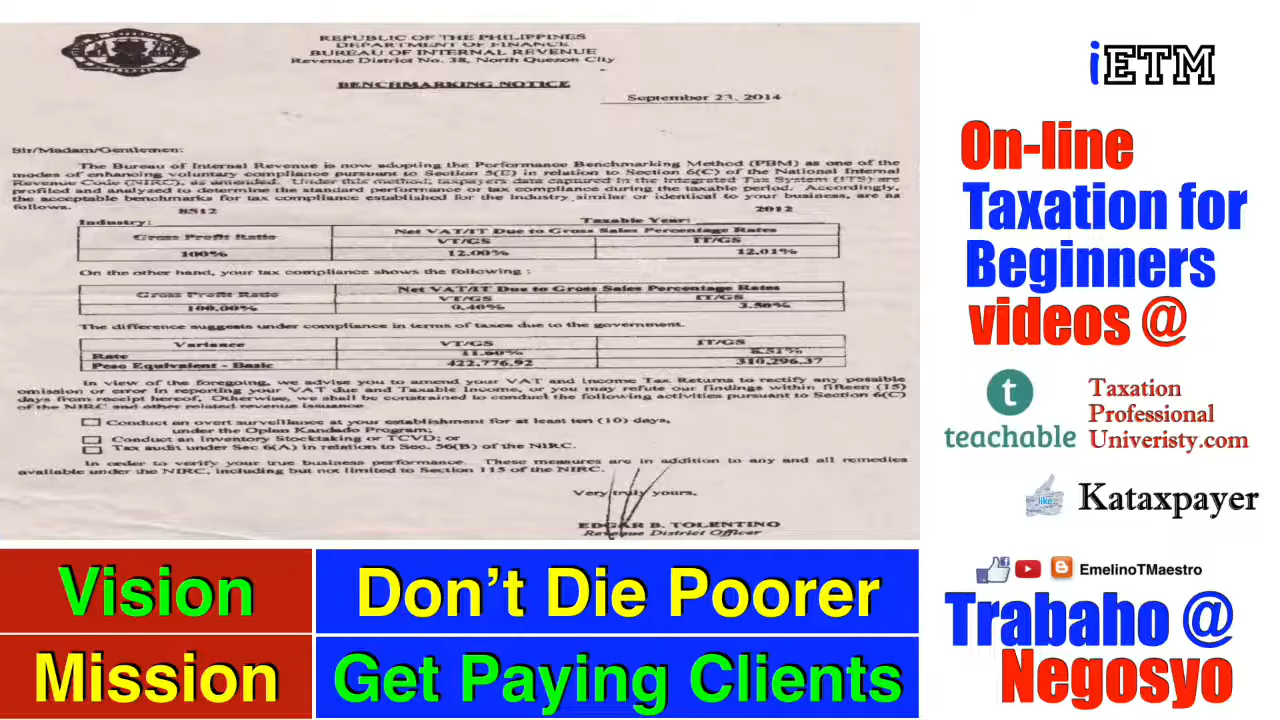 REPUBLIC OF THE PHILIPPINES
DEPARTMENT OF FINANCE
BUREAU OF INTERNAL REVENUE
Revenue District No. 38, North Quezon City
BENCHMARKING NOTICE
September 23, 2014
Sir/Madam/Gentlemen:
The Bureau of Internal Revenue is now adopting the Performance Benchmarking Method (PBM) as one of the
modes of enhancing voluntary compliance pursuant to Section 5(E) in relation to Section 6(C) of the National Internal
Revenue Code (NIRC), as amended. Under this method, taxpayers data captured in the Integrated Tax System (ITS) are
profiled and analyzed to determine the standard performance or tax compliance during the taxable period. Accordingly,
the acceptable benchmarks for tax compliance established for the industry similar or identical to your business, are as
follows.
Industry: 8512 Taxable Year: 2012
Gross Profit Ratio Net VAT/IT Due to Gross Sales Percentage Rates
VT/GS IT/GS
100% 12.00% 12.01%
On the other hand, your tax compliance shows the following :
Gross Profit Ratio Net VAT/IT Due to Gross Sales Percentage Rates
VT/GS IT/GS
100.00% 0.40% 3.50%
The difference suggests under compliance in terms of taxes due to the government.
Variance VT/GS IT/GS
Rate 11.60% 8.51%
Peso Equivalent - Basic 422,776.92 310,296.37
In view of the foregoing, we advise you to amend your VAT and Income Tax Returns to rectify any possible
omission or error in reporting your VAT due and Taxable Income, or you may refute our findings within fifteen (15)
days from receipt hereof, Otherwise, we shall be constrained to conduct the following activities pursuant to Section 6(C)
of the NIRC and other related revenue issuance.
Conduct an overt surveillance at your establishment for at least ten (10) days,
under the Oplan Kandado Program;
Conduct an Inventory Stocktaking or TCVD; or
Tax audit under Sec 6(A) in relation to Sec. 56(B) of the NIRC.
In order to verify your true business performance. These measures are in addition to any and all remedies
available under the NIRC, including but not limited to Section 115 of the NIRC.
Very truly yours,
EDGAR B. TOLENTINO
Revenue District Officer
Vision
Don't Die Poorer
Mission
Get Paying Clients
iETM
On-line
Taxation for
Beginners
videos @
t
teachable
Taxation
Professional
Univeristy.com
like
Kataxpayer
EmelinoTMaestro
Trabaho @
Negosyo